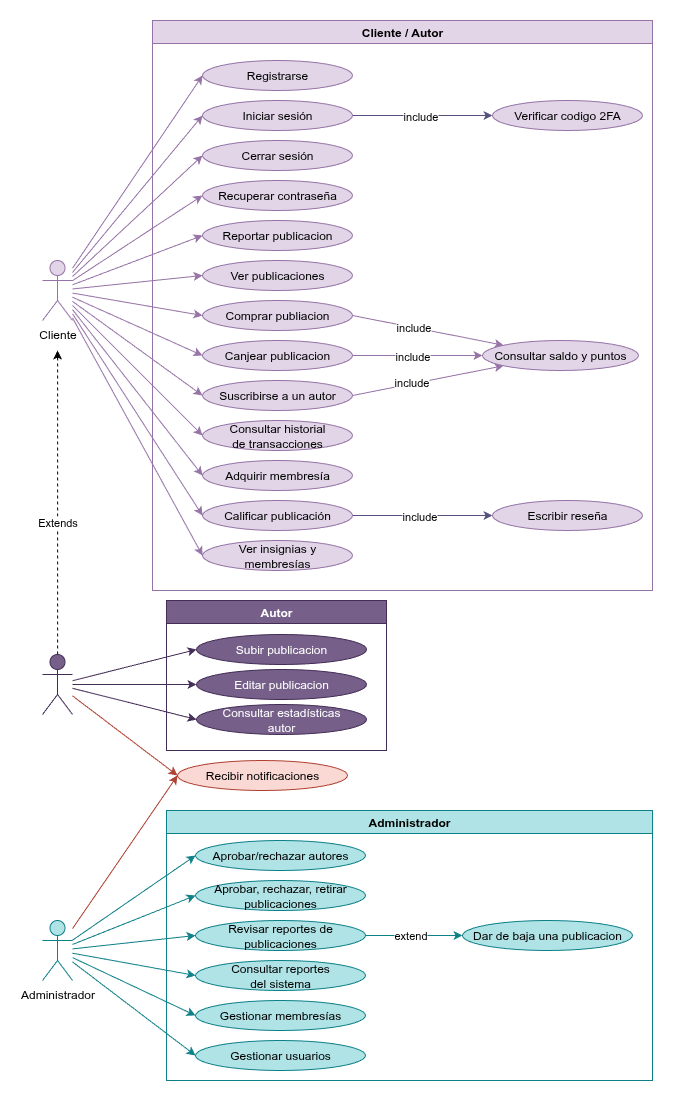 Cliente / Autor
Registrarse
Iniciar sesión
include
Verificar codigo 2FA
Cerrar sesión
Recuperar contraseña
Reportar publicacion
Ver publicaciones
Comprar publiacion
include
Cliente
Canjear publicacion
include
Consultar saldo y puntos
Suscribirse a un autor
include
Consultar historial
de transacciones
Adquirir membresía
Calificar publicación
include
Escribir reseña
Extends
Ver insignias y
membresías
Autor
Subir publicacion
Editar publicacion
Consultar estadísticas
autor
Recibir notificaciones
Administrador
Aprobar/rechazar autores
Aprobar, rechazar, retirar
publicaciones
Revisar reportes de
publicaciones
extend
Dar de baja una publicacion
Consultar reportes
del sistema
Administrador
Gestionar membresías
Gestionar usuarios